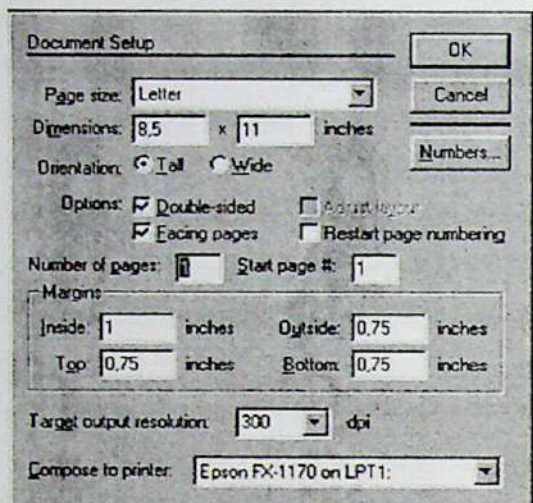 Document Setup
OK
Page size: Letter
Cancel
Dimensions: 8,5 x 11 inches
Numbers...
Orientation: Tall Wide
Options: Double-sided Adjust layout
Facing pages Restart page numbering
Number of pages: 1 Start page #: 1
Margins
Inside: 1 inches Outside: 0,75 inches
Top: 0,75 inches Bottom: 0,75 inches
Target output resolution: 300 dpi
Compose to printer: Epson FX-1170 on LPT1: